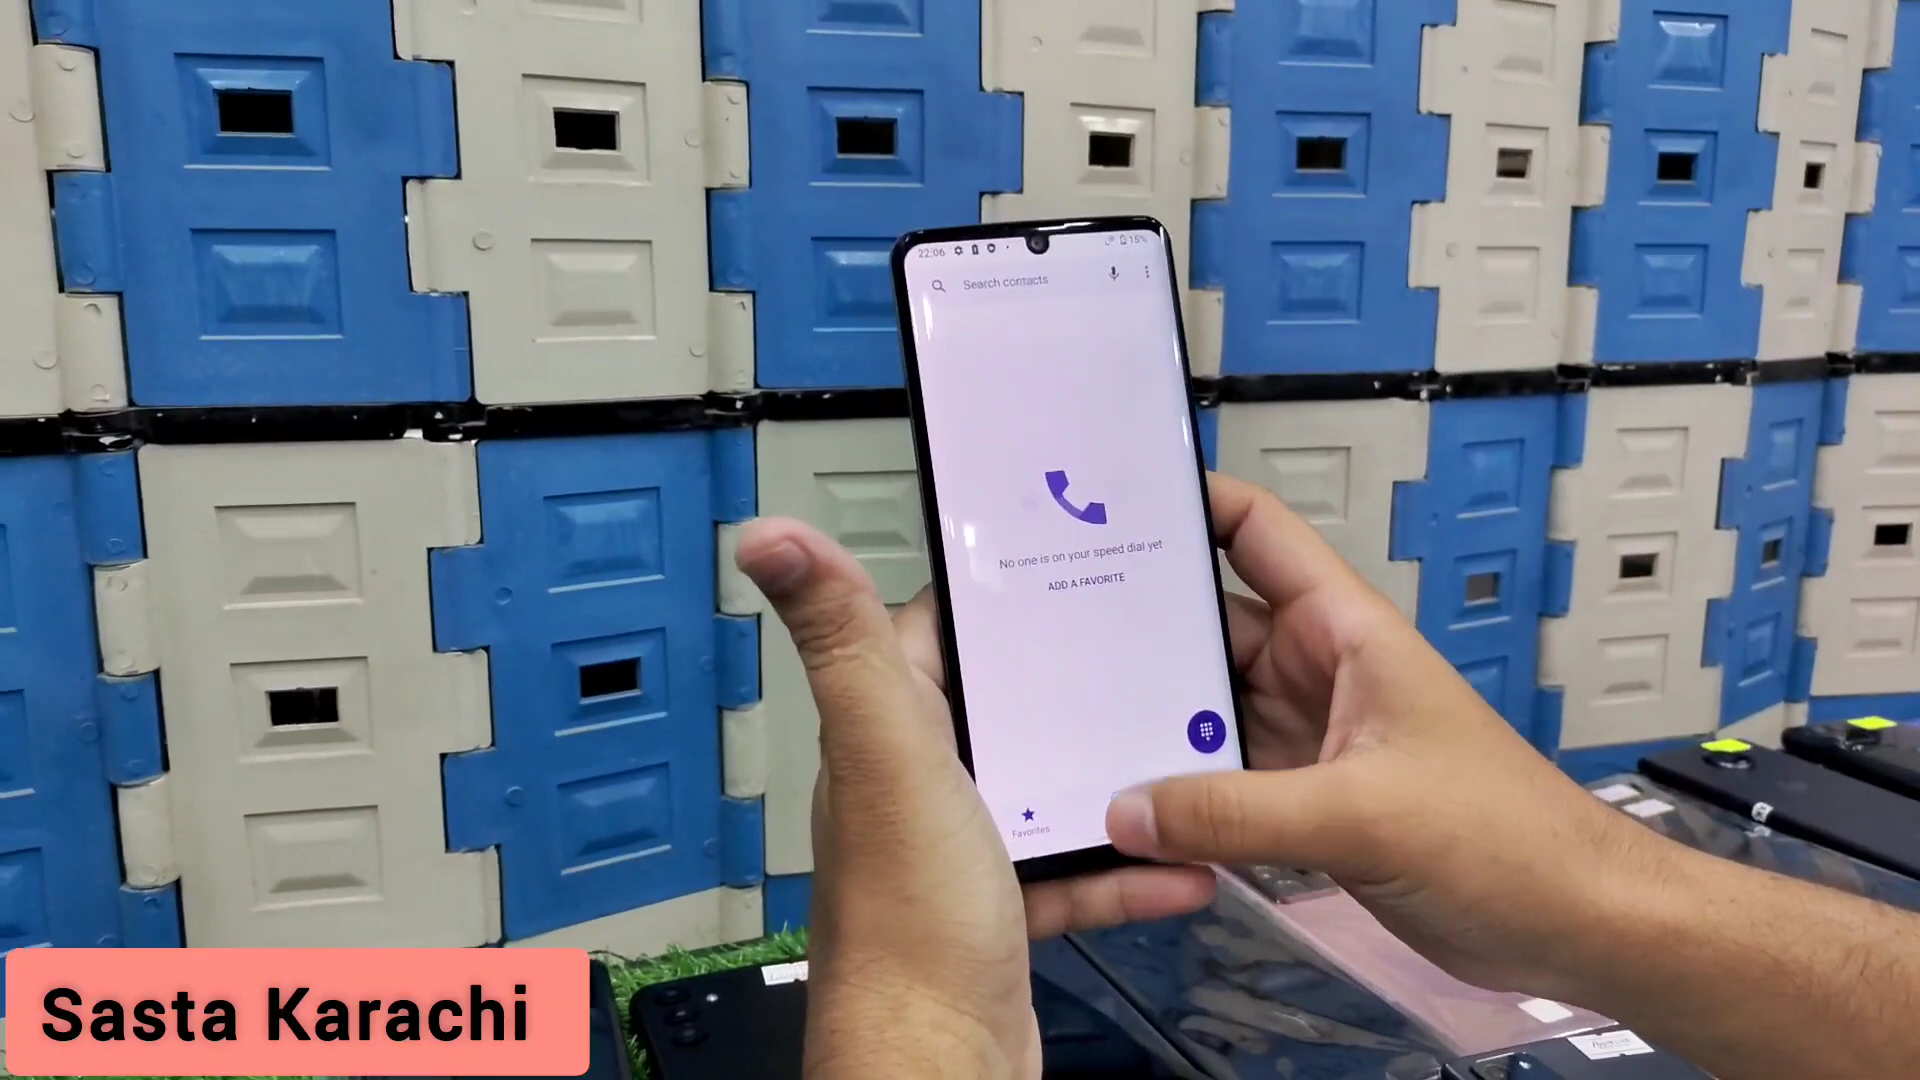 22:06
15%
Search contacts
No one is on your speed dial yet
ADD A FAVORITE
Favorites
Sasta Karachi